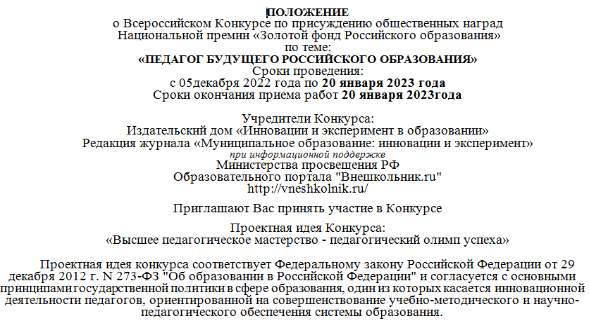 ПОЛОЖЕНИЕ
о Всероссийском Конкурсе по присуждению общественных наград
Национальной премии «Золотой фонд Российского образования»
по теме:
«ПЕДАГОГ БУДУЩЕГО РОССИЙСКОГО ОБРАЗОВАНИЯ»
Сроки проведения:
с 05декабря 2022 года по 20 января 2023 года
Сроки окончания приема работ 20 января 2023года
Учредители Конкурса:
Издательский дом «Инновации и эксперимент в образовании»
Редакция журнала «Муниципальное образование: инновации и эксперимент»
при информационной поддержке
Министерства просвещения РФ
Образовательного портала "Внешкольник.ru"
http://vneshkolnik.ru/
Приглашают Вас принять участие в Конкурсе
Проектная идея Конкурса:
«Высшее педагогическое мастерство - педагогический олимп успеха»
Проектная идея конкурса соответствует Федеральному закону Российской Федерации от 29
декабря 2012 г. N 273-ФЗ "Об образовании в Российской Федерации" и согласуется с основными
принципами государственной политики в сфере образования, один из которых касается инновационной
деятельности педагогов, ориентированной на совершенствование учебно-методического и научно-
педагогического обеспечения системы образования.